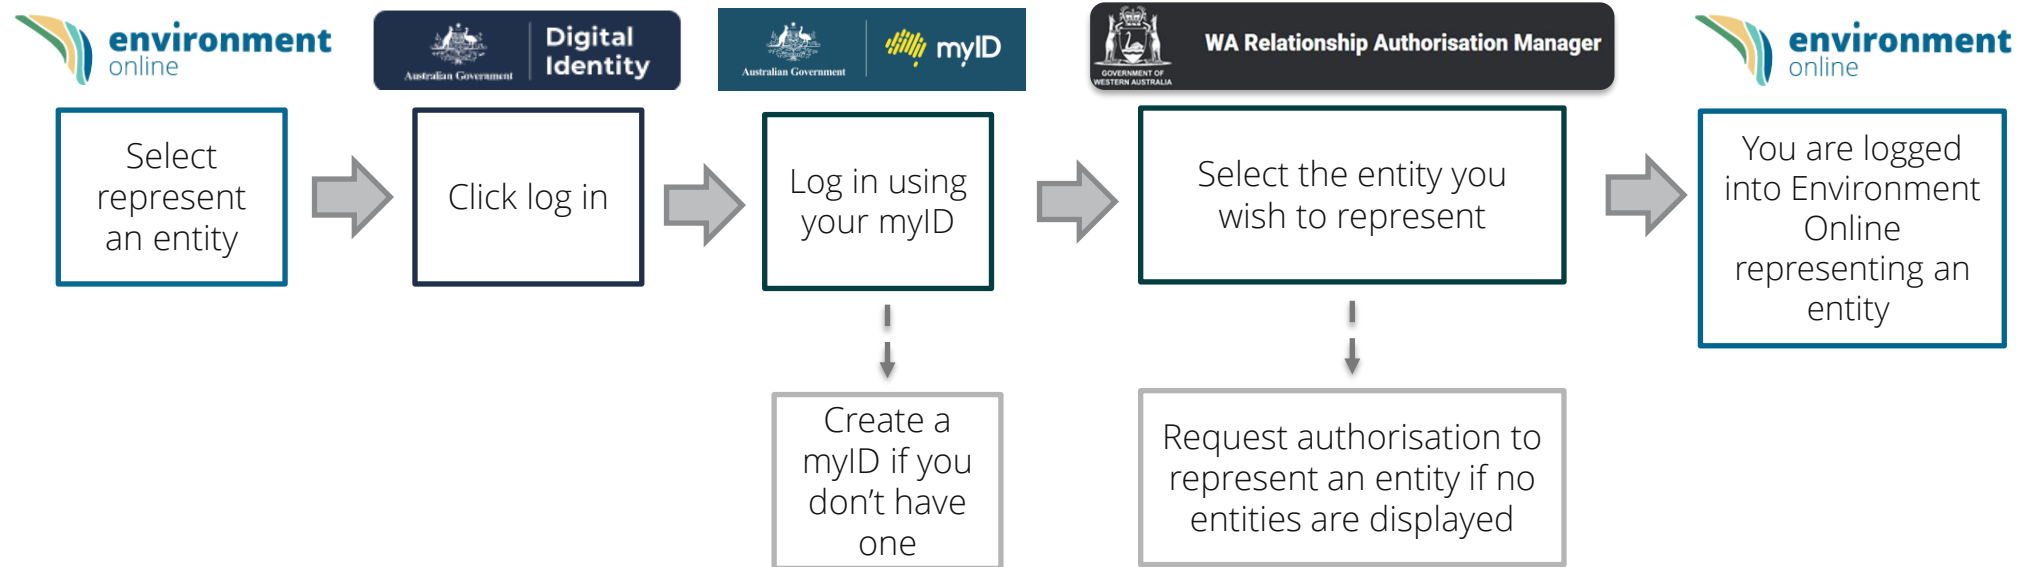 environment
online
Australian Government
Digital
Identity
Australian Government
myID
GOVERNMENT OF
WESTERN AUSTRALIA
WA Relationship Authorisation Manager
environment
online
Select
represent
an entity
Click log in
Log in using
your myID
Select the entity you
wish to represent
You are logged
into Environment
Online
representing an
entity
Create a
myID if you
don’t have
one
Request authorisation to
represent an entity if no
entities are displayed